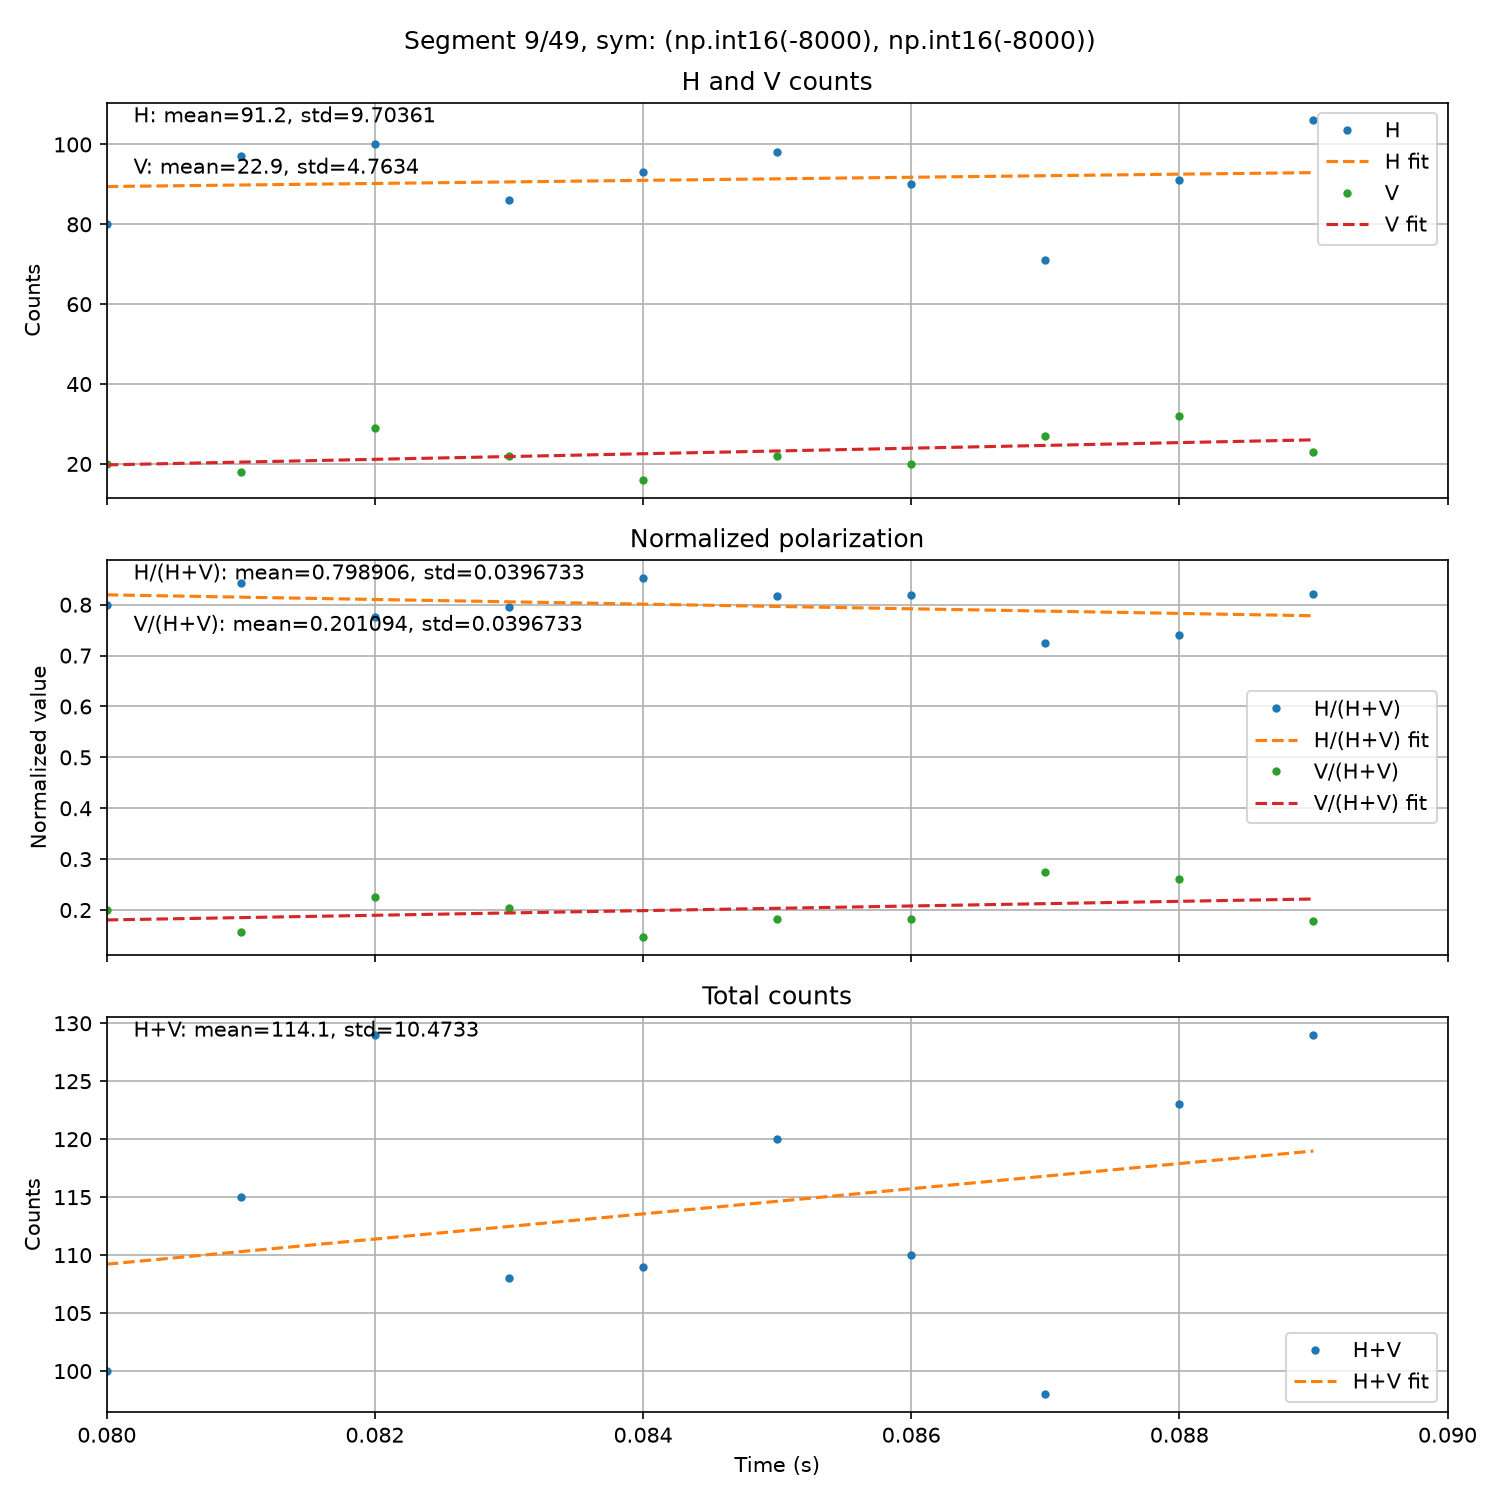 Segment 9/49, sym: (np.int16(-8000), np.int16(-8000))
H and V counts
H: mean=91.2, std=9.70361
V: mean=22.9, std=4.7634
H
H fit
V
V fit
100
80
60
40
20
Counts
Normalized polarization
H/(H+V): mean=0.798906, std=0.0396733
V/(H+V): mean=0.201094, std=0.0396733
H/(H+V)
H/(H+V) fit
V/(H+V)
V/(H+V) fit
0.8
0.7
0.6
0.5
0.4
0.3
0.2
Normalized value
Total counts
H+V: mean=114.1, std=10.4733
H+V
H+V fit
130
125
120
115
110
105
100
Counts
0.080 0.082 0.084 0.086 0.088 0.090
Time (s)